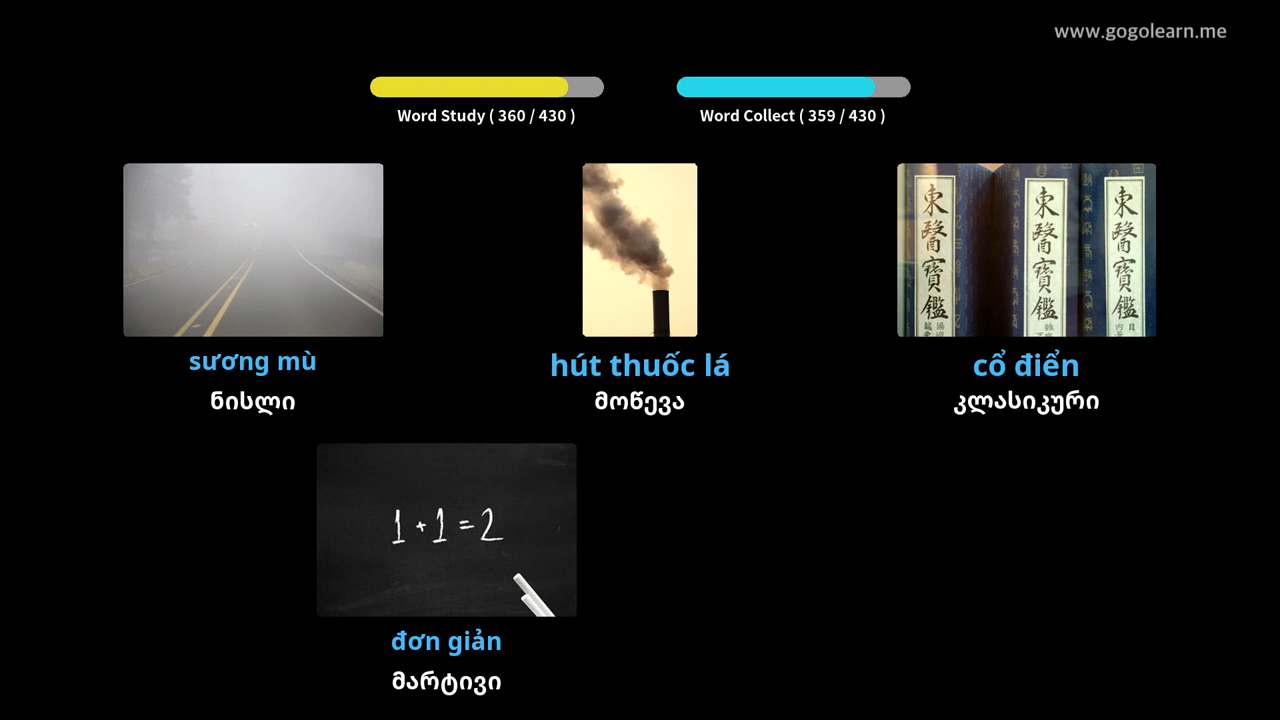 www.gogolearn.me
Word Study ( 360 / 430 )
Word Collect ( 359 / 430 )
東醫寶鑑
東醫寶鑑
東醫寶鑑
sương mù
hút thuốc lá
cổ điển
ნისლი
მოწევა
კლასიკური
1 + 1 = 2
đơn giản
მარტივი